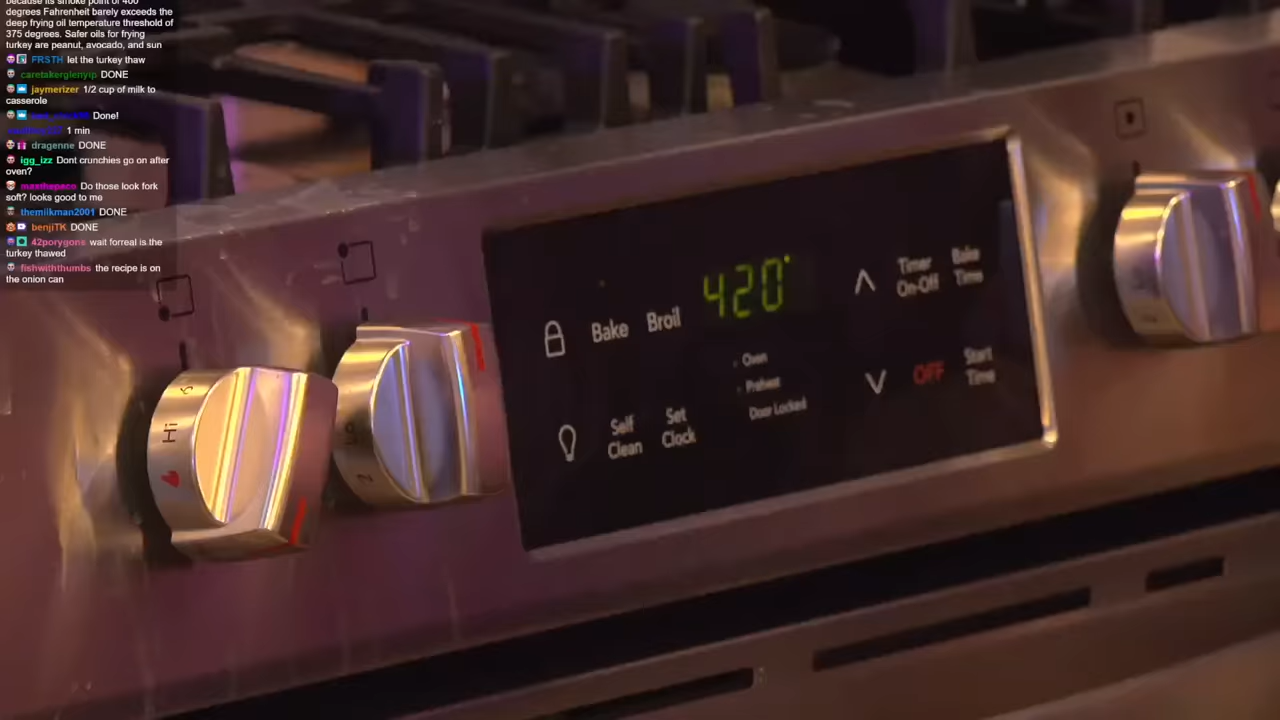 because its smoke point of 400
degrees Fahrenheit barely exceeds the
deep frying oil temperature threshold of
375 degrees. Safer oils for frying
turkey are peanut, avocado, and sun
FRSTH let the turkey thaw
caretakerglenyip DONE
jaymerizer 1/2 cup of milk to
casserole
Done!
1 min
dragenne DONE
igg_izz Dont crunchies go on after
oven?
maxthepaco Do those look fork
soft? looks good to me
themilkman2001 DONE
benjiTK DONE
42porygons wait forreal is the
turkey thawed
fishwiththumbs the recipe is on
the onion can
420°
Bake Broil
Timer On-Off
Bake Time
Oven
Preheat
Door Locked
OFF
Start Time
Self Clean
Set Clock
5
Hi
Lo
2